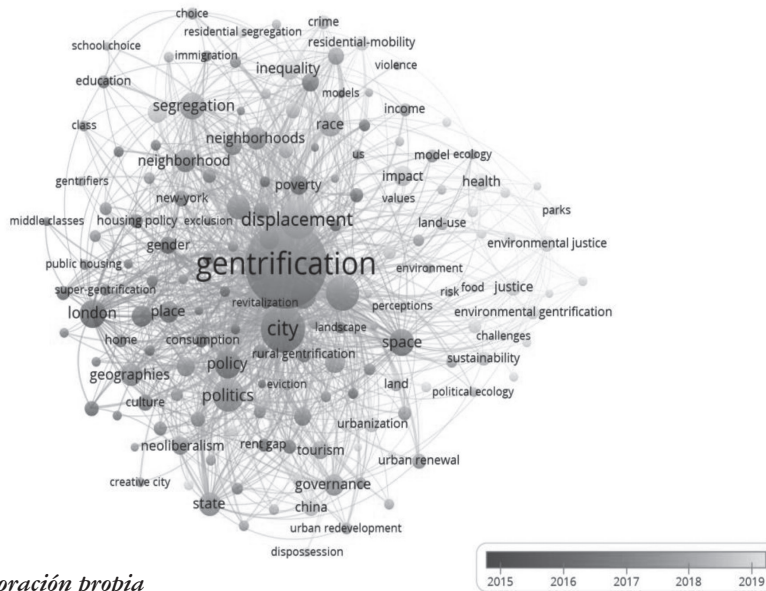 choice
crime
residential segregation
residential-mobility
school choice
immigration
inequality
violence
education
models
segregation
income
class
race
neighborhoods
us
model ecology
neighborhood
impact
health
gentrifiers
poverty
new-york
values
parks
middle classes
housing policy
exclusion
displacement
land-use
gender
environmental justice
public housing
gentrification
environment
super-gentrification
risk
food
justice
revitalization
perceptions
environmental gentrification
london
place
city
landscape
challenges
home
consumption
space
rural gentrification
sustainability
geographies
policy
eviction
land
political ecology
culture
politics
urbanization
neoliberalism
rent gap
tourism
urban renewal
creative city
governance
state
china
urban redevelopment
dispossession
2015 2016 2017 2018 2019
oración propia